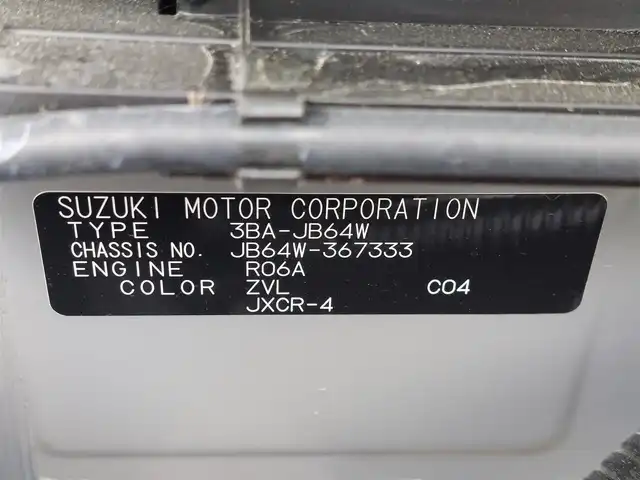 SUZUKI MOTOR CORPORATION
TYPE 3BA-JB64W
CHASSIS NO. JB64W-367333
ENGINE R06A
COLOR ZVL C04
JXCR-4